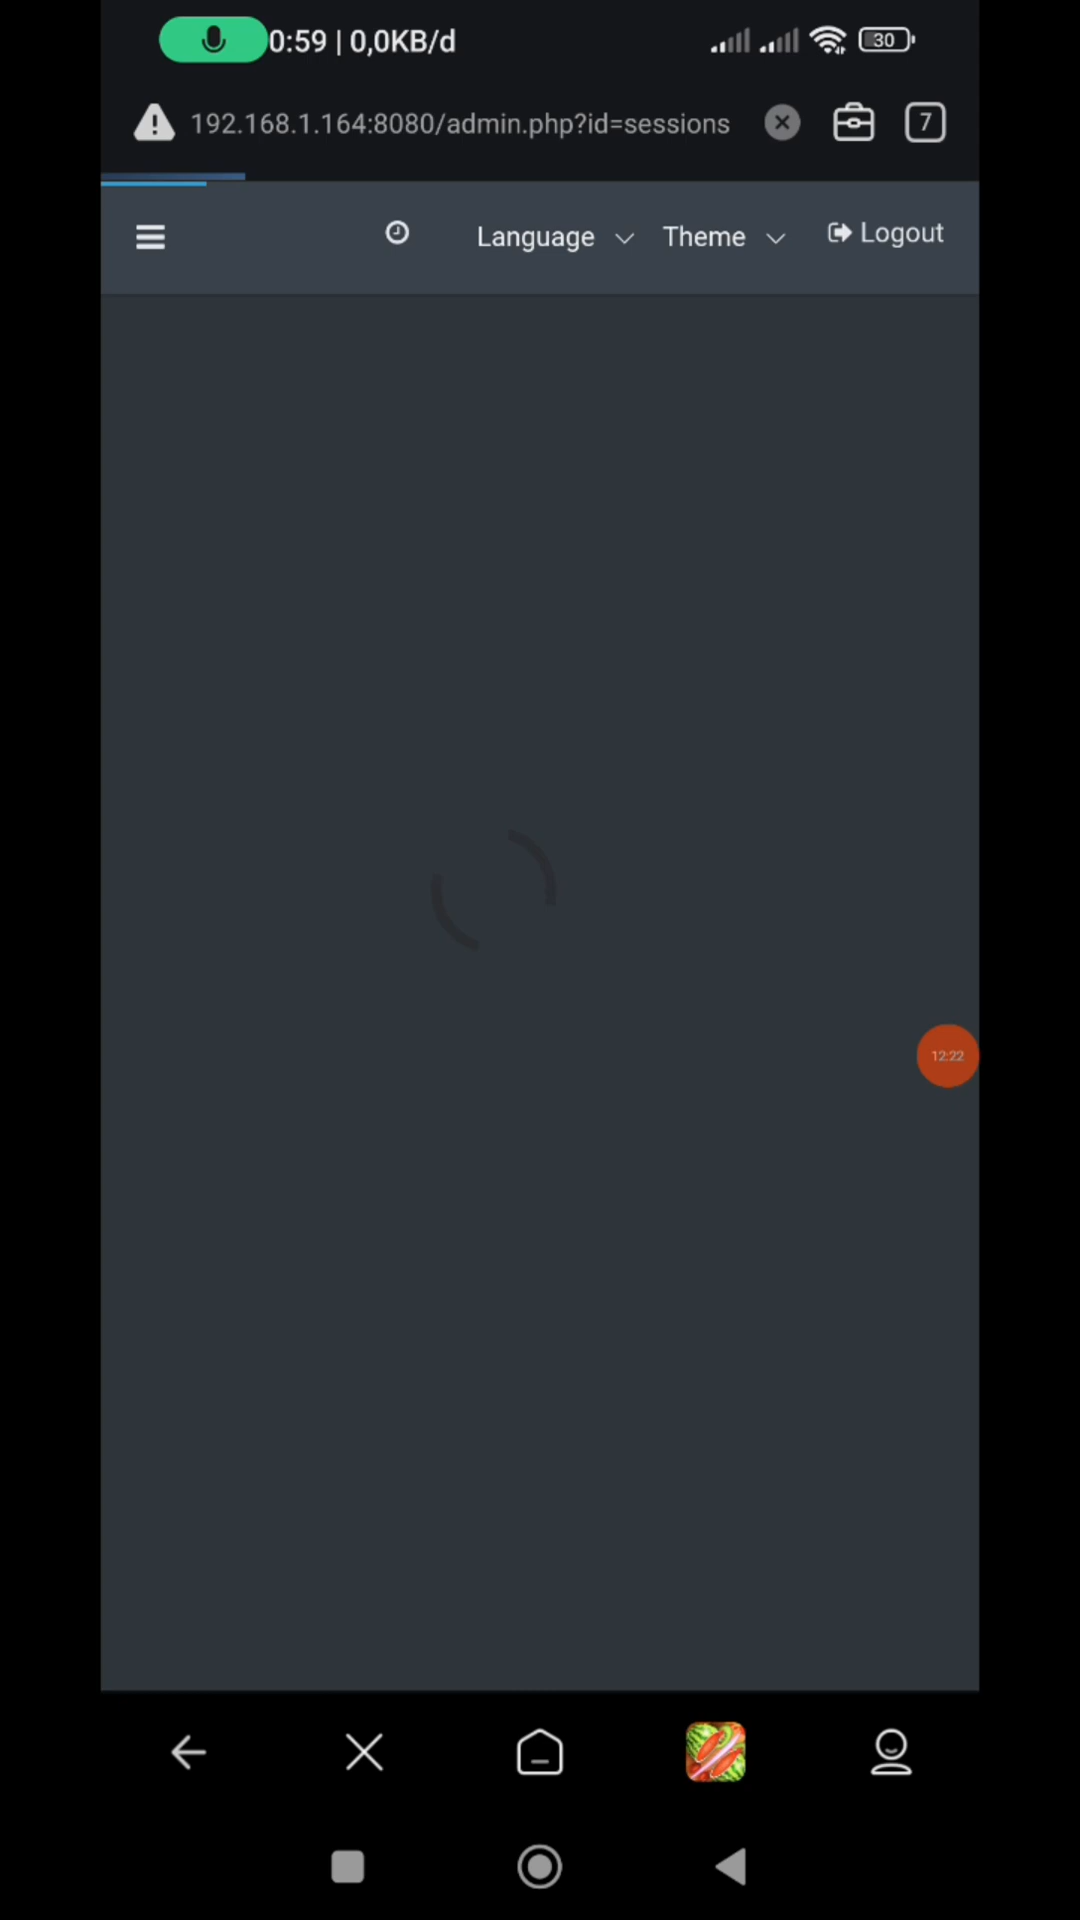 0:59 | 0,0KB/d
30
192.168.1.164:8080/admin.php?id=sessions
7
Language
Theme
Logout
12:22